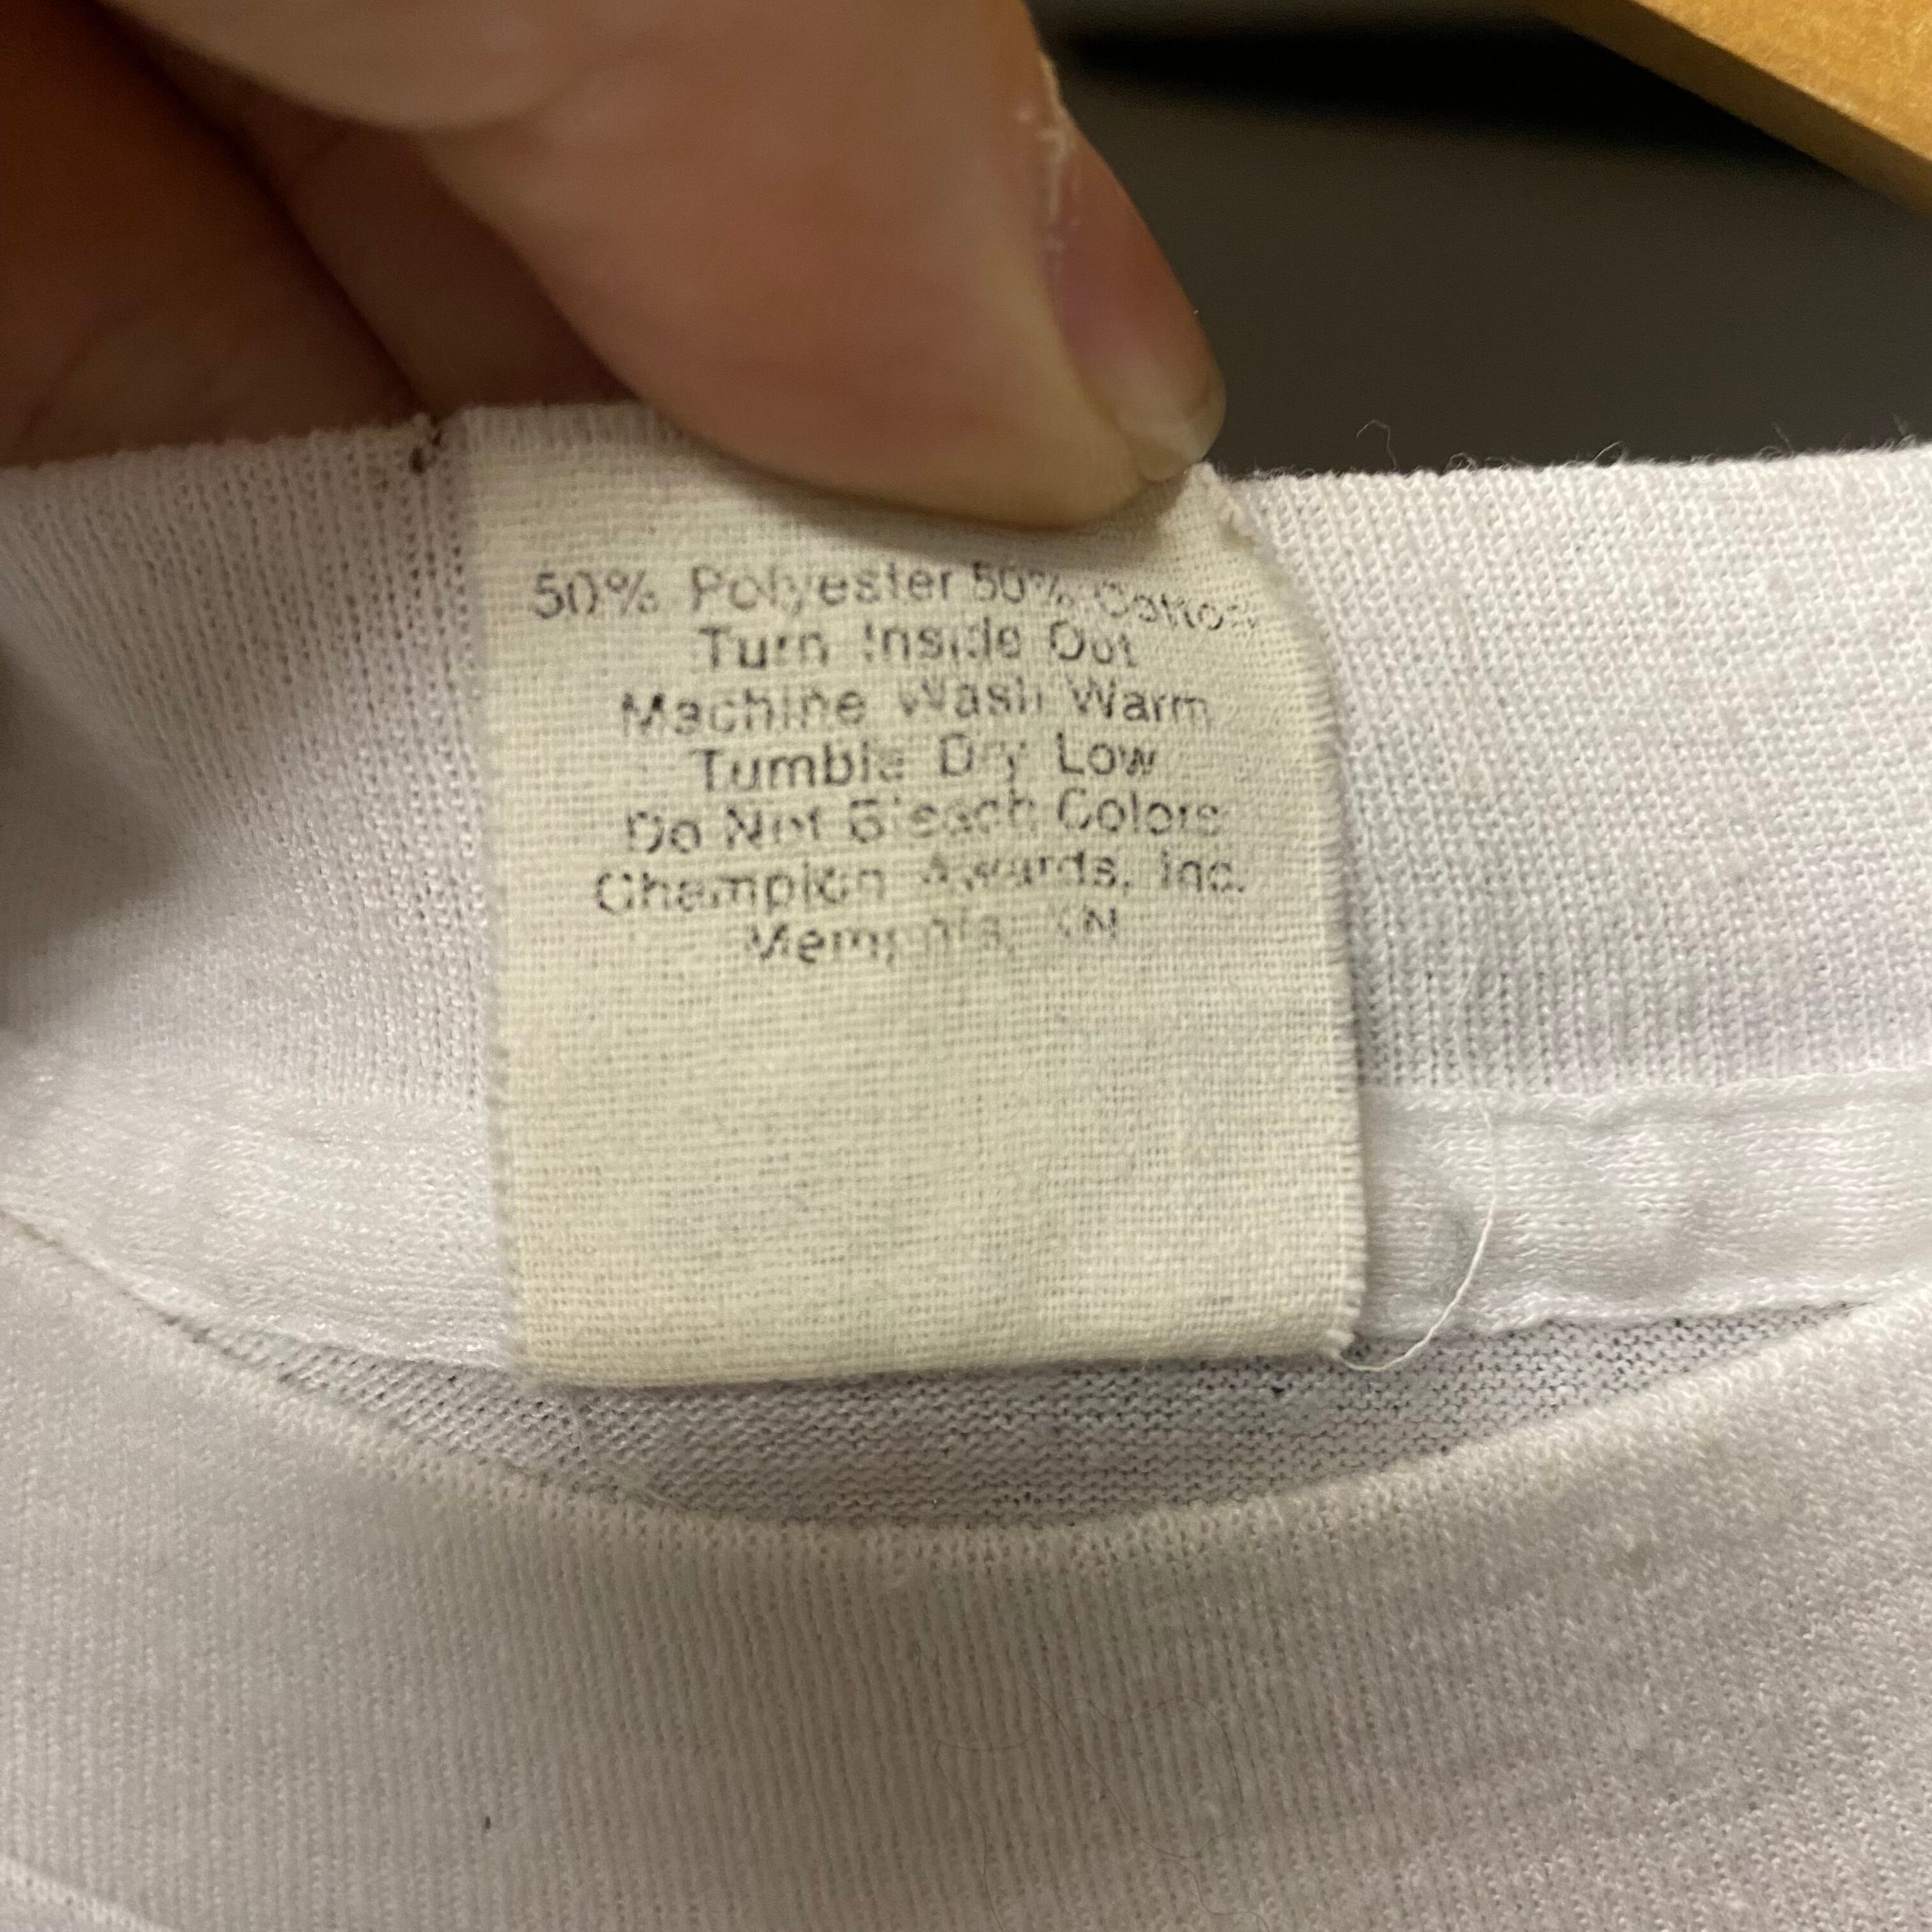 50% Polyester 50% Cotton
Turn Inside Out
Machine Wash Warm
Tumble Dry Low
Do Not Bleach Colors
Champion Awards, Inc.
Memphis, TN